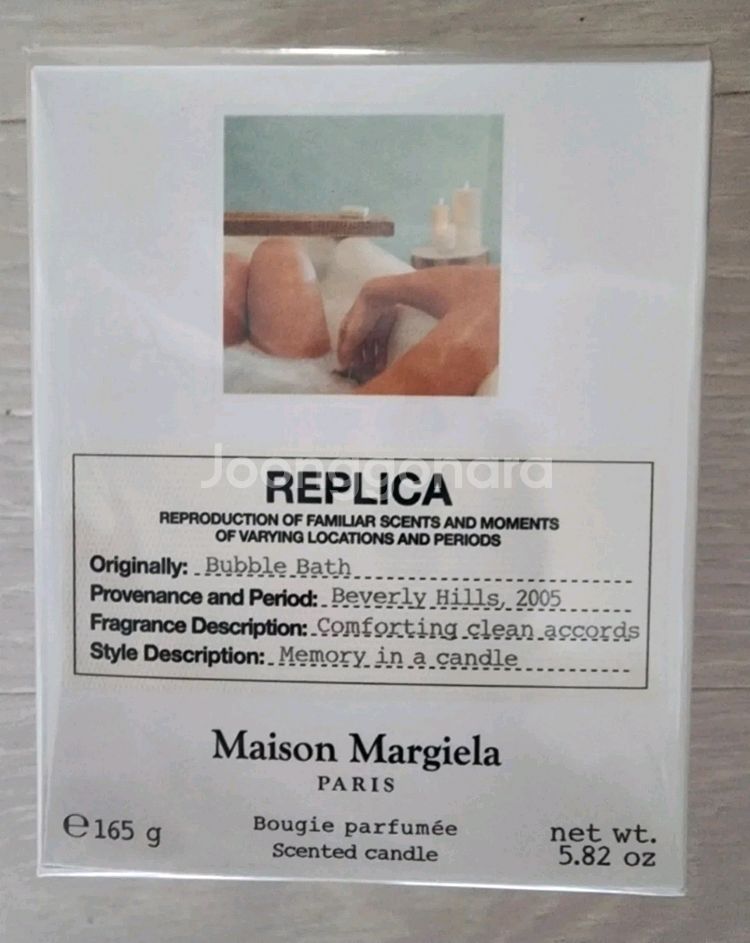 Joonggonara
REPLICA
REPRODUCTION OF FAMILIAR SCENTS AND MOMENTS
OF VARYING LOCATIONS AND PERIODS
Originally: Bubble Bath
Provenance and Period: Beverly Hills, 2005
Fragrance Description: Comforting clean accords
Style Description: Memory in a candle
Maison Margiela
PARIS
℮165 g
Bougie parfumée
Scented candle
net wt.
5.82 oz